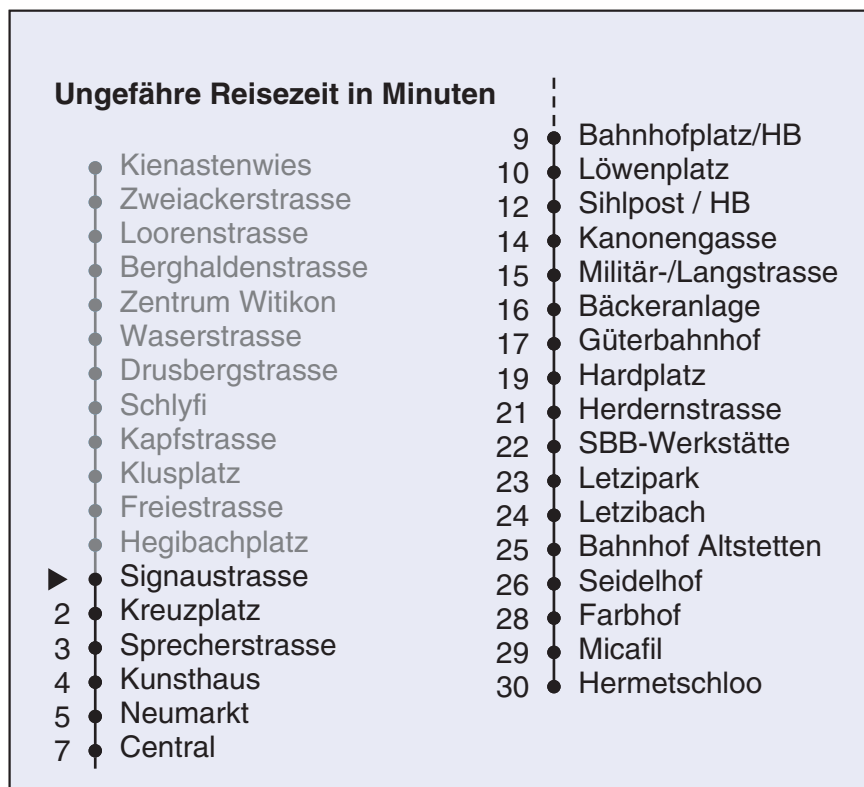 Ungefähre Reisezeit in Minuten
Kienastenwies
Zweiackerstrasse
Loorenstrasse
Berghaldenstrasse
Zentrum Witikon
Waserstrasse
Drusbergstrasse
Schlyfi
Kapfstrasse
Klusplatz
Freiestrasse
Hegibachplatz
Signaustrasse
2 Kreuzplatz
3 Sprecherstrasse
4 Kunsthaus
5 Neumarkt
7 Central
9 Bahnhofplatz/HB
10 Löwenplatz
12 Sihlpost / HB
14 Kanonengasse
15 Militär-/Langstrasse
16 Bäckeranlage
17 Güterbahnhof
19 Hardplatz
21 Herdernstrasse
22 SBB-Werkstätte
23 Letzipark
24 Letzibach
25 Bahnhof Altstetten
26 Seidelhof
28 Farbhof
29 Micafil
30 Hermetschloo